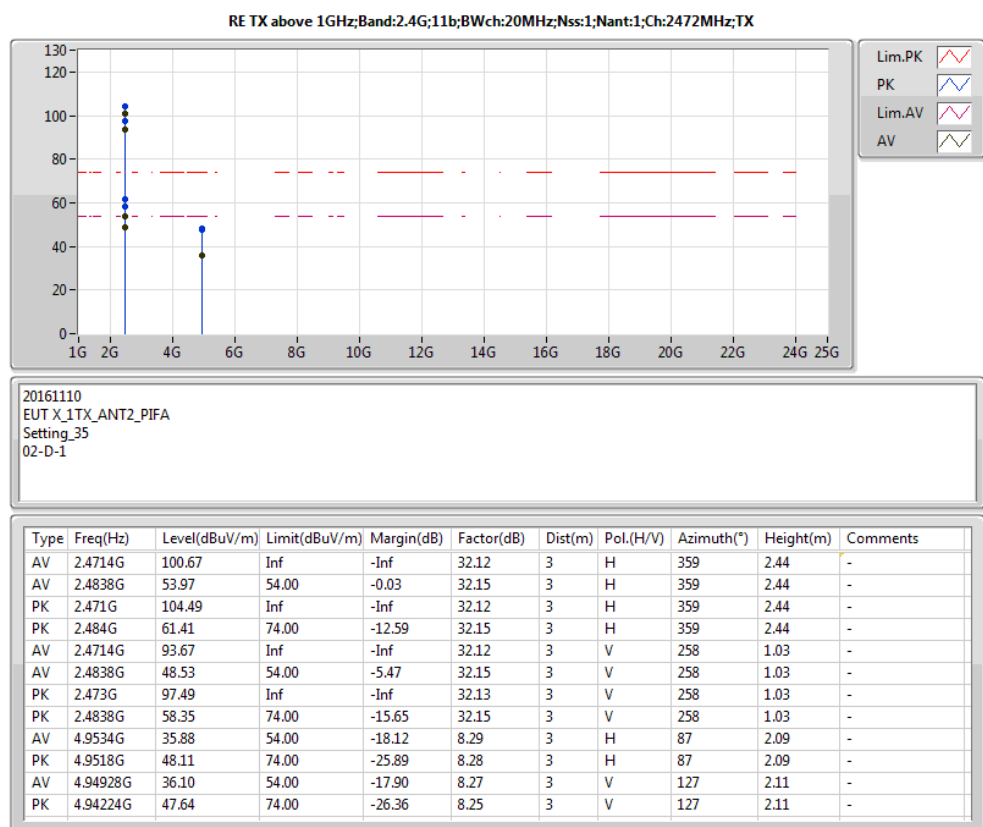 RE TX above 1GHz;Band:2.4G;11b;BWch:20MHz;Nss:1;Nant:1;Ch:2472MHz;TX
130
120
100
80
60
40
20
0
1G 2G 4G 6G 8G 10G 12G 14G 16G 18G 20G 22G 24G 25G
Lim.PK
PK
Lim.AV
AV
20161110
EUT X_1TX_ANT2_PIFA
Setting_35
02-D-1
Type Freq(Hz) Level(dBuV/m) Limit(dBuV/m) Margin(dB) Factor(dB) Dist(m) Pol.(H/V) Azimuth(°) Height(m) Comments
AV 2.4714G 100.67 Inf -Inf 32.12 3 H 359 2.44 -
AV 2.4838G 53.97 54.00 -0.03 32.15 3 H 359 2.44 -
PK 2.471G 104.49 Inf -Inf 32.12 3 H 359 2.44 -
PK 2.484G 61.41 74.00 -12.59 32.15 3 H 359 2.44 -
AV 2.4714G 93.67 Inf -Inf 32.12 3 V 258 1.03 -
AV 2.4838G 48.53 54.00 -5.47 32.15 3 V 258 1.03 -
PK 2.473G 97.49 Inf -Inf 32.13 3 V 258 1.03 -
PK 2.4838G 58.35 74.00 -15.65 32.15 3 V 258 1.03 -
AV 4.9534G 35.88 54.00 -18.12 8.29 3 H 87 2.09 -
PK 4.9518G 48.11 74.00 -25.89 8.28 3 H 87 2.09 -
AV 4.94928G 36.10 54.00 -17.90 8.27 3 V 127 2.11 -
PK 4.94224G 47.64 74.00 -26.36 8.25 3 V 127 2.11 -